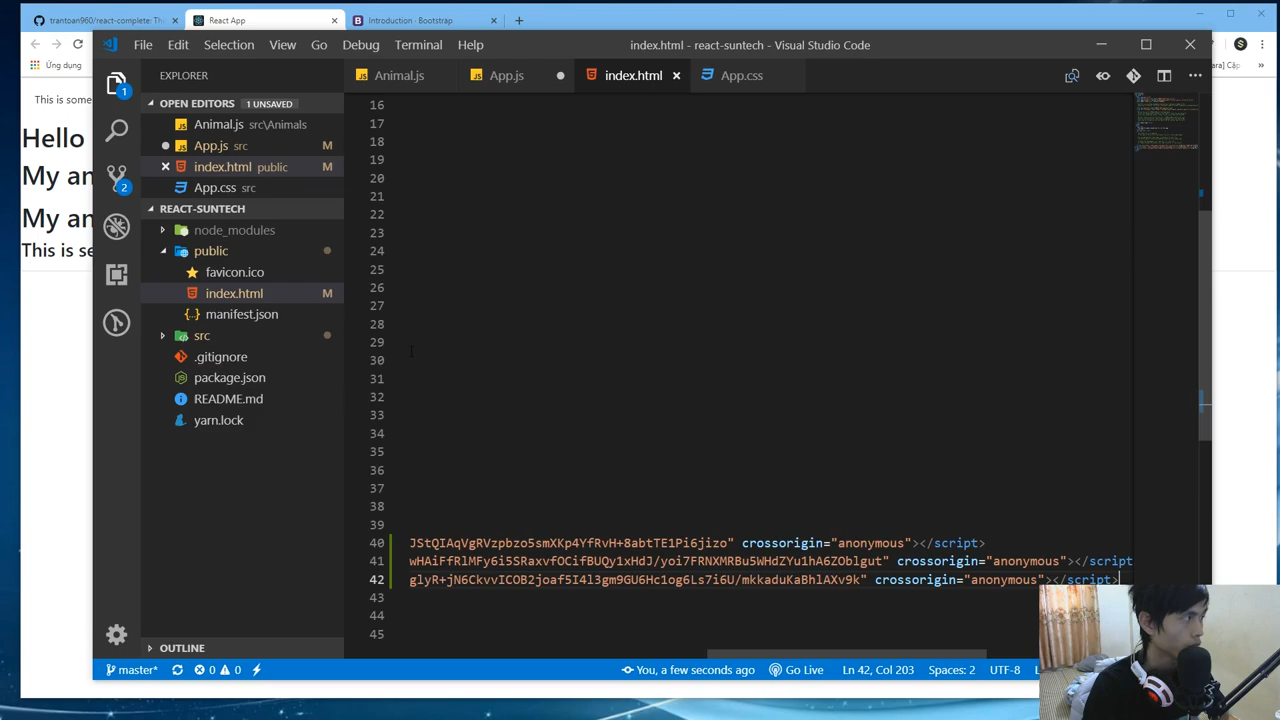 trantoan960/react-complete: Th
React App
Introduction · Bootstrap
Ứng dụng
ara] Cập
File Edit Selection View Go Debug Terminal Help
index.html - react-suntech - Visual Studio Code
EXPLORER
Animal.js
App.js
index.html
App.css
OPEN EDITORS 1 UNSAVED
Animal.js src\Animals
App.js src M
index.html public M
App.css src
REACT-SUNTECH
node_modules
public
favicon.ico
index.html M
manifest.json
src
.gitignore
package.json
README.md
yarn.lock
OUTLINE
1
2
This is some
Hello
My an
My an
This is se
16
17
18
19
20
21
22
23
24
25
26
27
28
29
30
31
32
33
34
35
36
37
38
39
40 JStQIAqVgRVzpbzo5smXKp4YfRvH+8abtTE1Pi6jizo" crossorigin="anonymous"></script>
41 wHAiFfRlMFy6i5SRaxvfOCifBUQy1xHdJ/yoi7FRNXMRBu5WHdZYu1hA6ZOblgut" crossorigin="anonymous"></script
42 glyR+jN6CkvvICOB2joaf5I4l3gm9GU6Hc1og6Ls7i6U/mkkaduKaBhlAXv9k" crossorigin="anonymous"></script>
43
44
45
master* 0 0 You, a few seconds ago Go Live Ln 42, Col 203 Spaces: 2 UTF-8